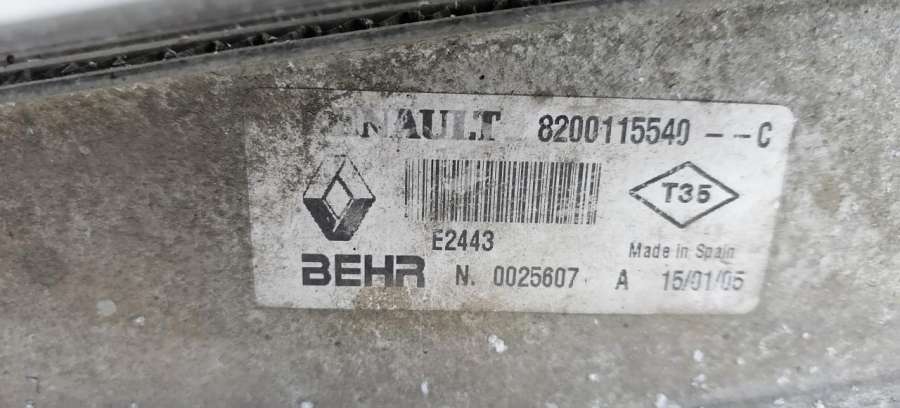 RENAULT 8200115540--C
T35
E2443
Made in Spain
BEHR N. 0025607 A 15/01/05